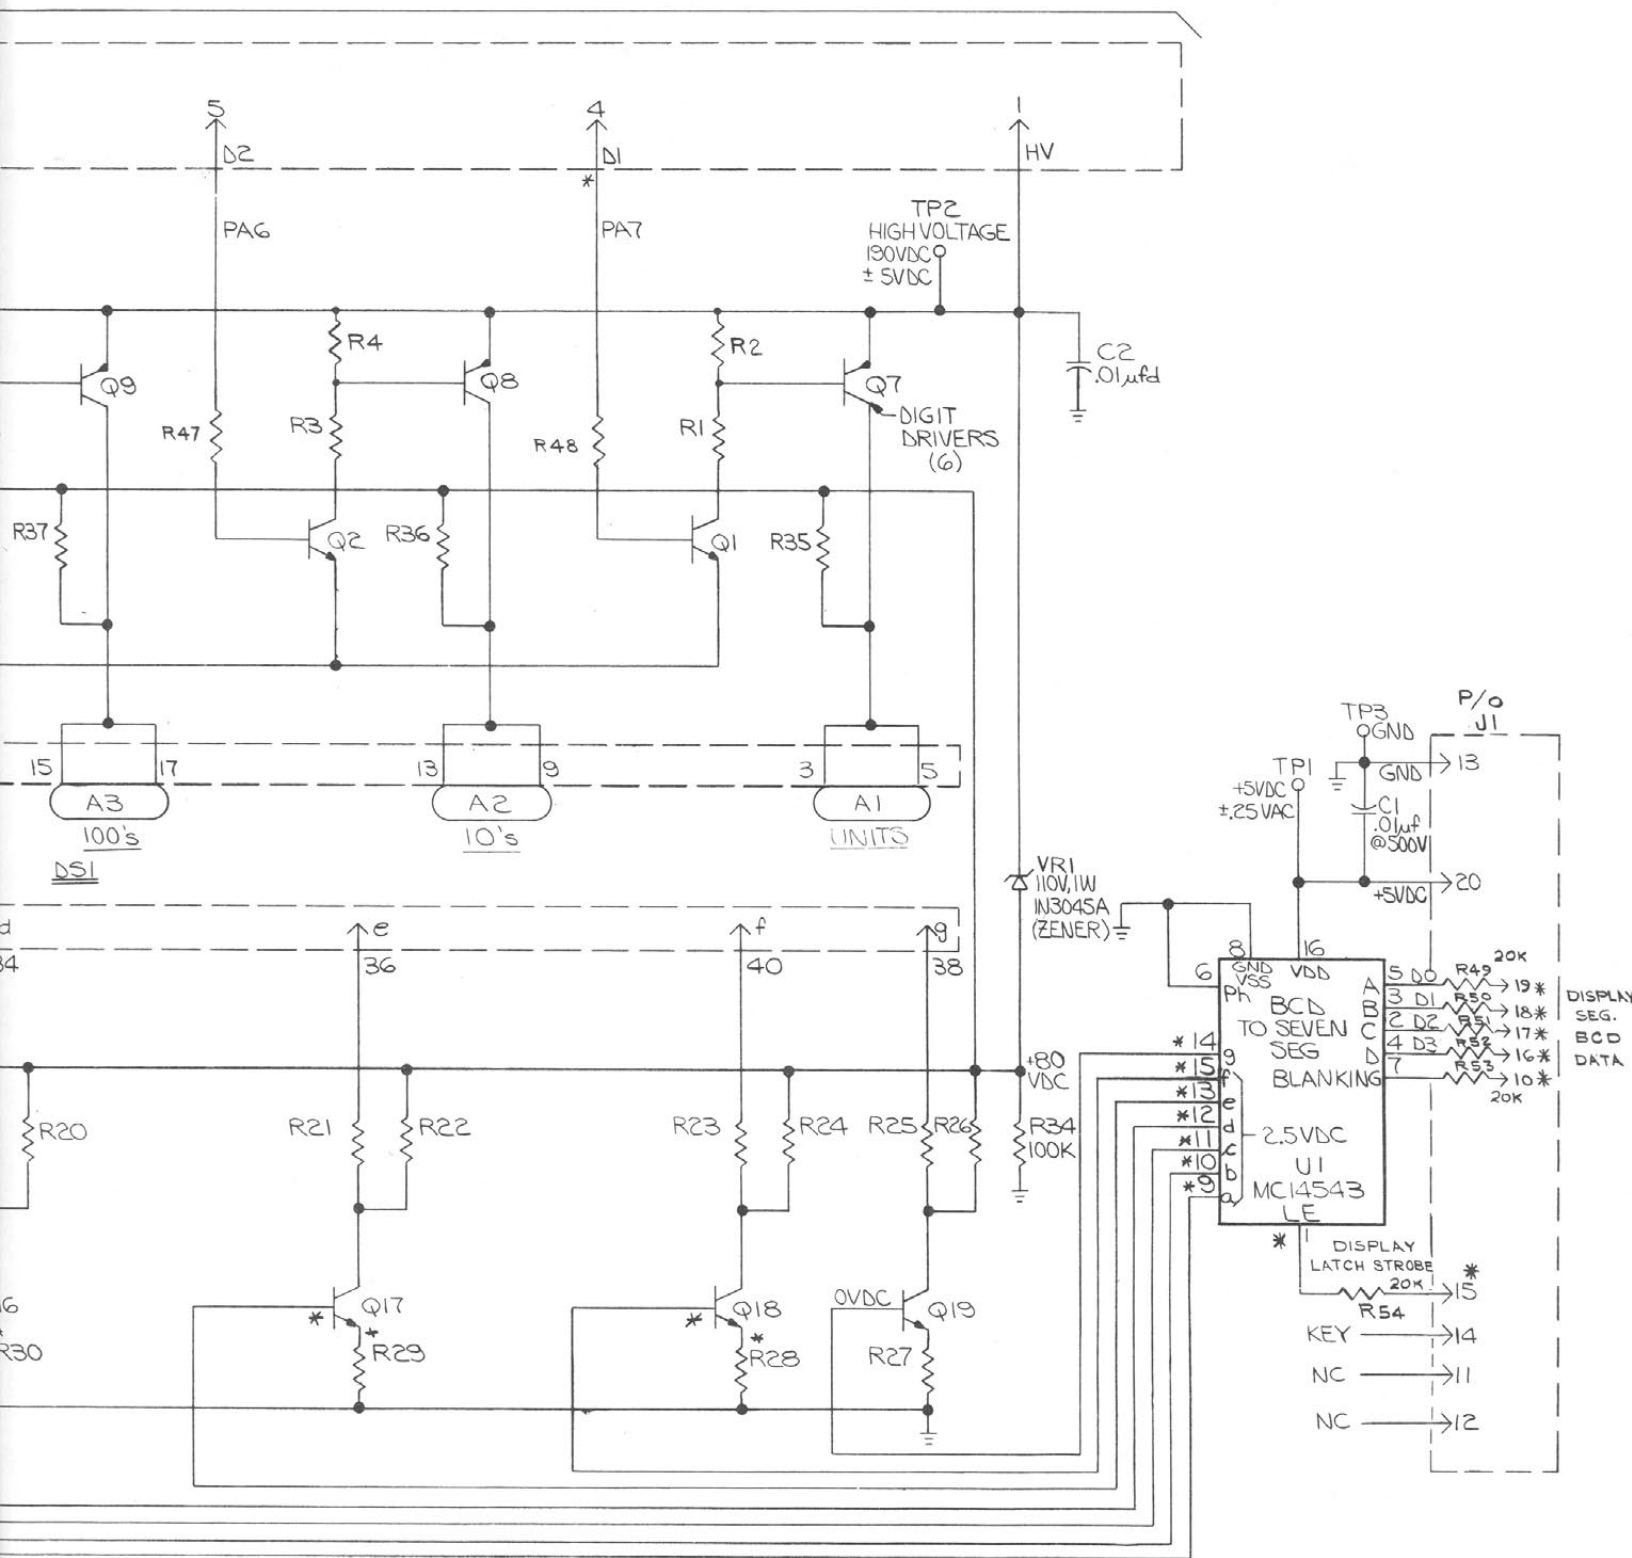 5
4
1
D2
D1
HV
*
PA6
PA7
TP2
HIGH VOLTAGE
190VDC
± 5VDC
R4
R2
C2
.01µfd
Q9
Q8
Q7
DIGIT
DRIVERS
(6)
R47
R3
R48
R1
R37
Q2
R36
Q1
R35
15
17
13
9
3
5
A3
A2
A1
100's
10's
UNITS
DS1
P/O
J1
TP3
GND
GND
13
TP1
+5VDC
±.25VAC
C1
.01µf
@500V
+5VDC
20
VR1
110V, 1W
1N3045A
(ZENER)
d
e
f
g
34
36
40
38
+80
VDC
R20
R21
R22
R23
R24
R25
R26
R34
100K
8
16
6
GND
VSS
VDD
Ph
BCD
TO SEVEN
SEG
BLANKING
A
B
C
D
5 D0 R49 20K 19*
3 D1 R50 18*
2 D2 R51 17*
4 D3 R52 16*
7 R53 20K 10*
DISPLAY
SEG.
BCD
DATA
* 14 g
* 15 f
* 13 e
* 12 d
* 11 c
* 10 b
* 9 a
2.5VDC
U1
MC14543
LE
1
*
DISPLAY
LATCH STROBE
20K
R54
15
*
KEY 14
NC 11
NC 12
Q17
*
*
R29
Q18
*
*
R28
0VDC
Q19
R27
R30